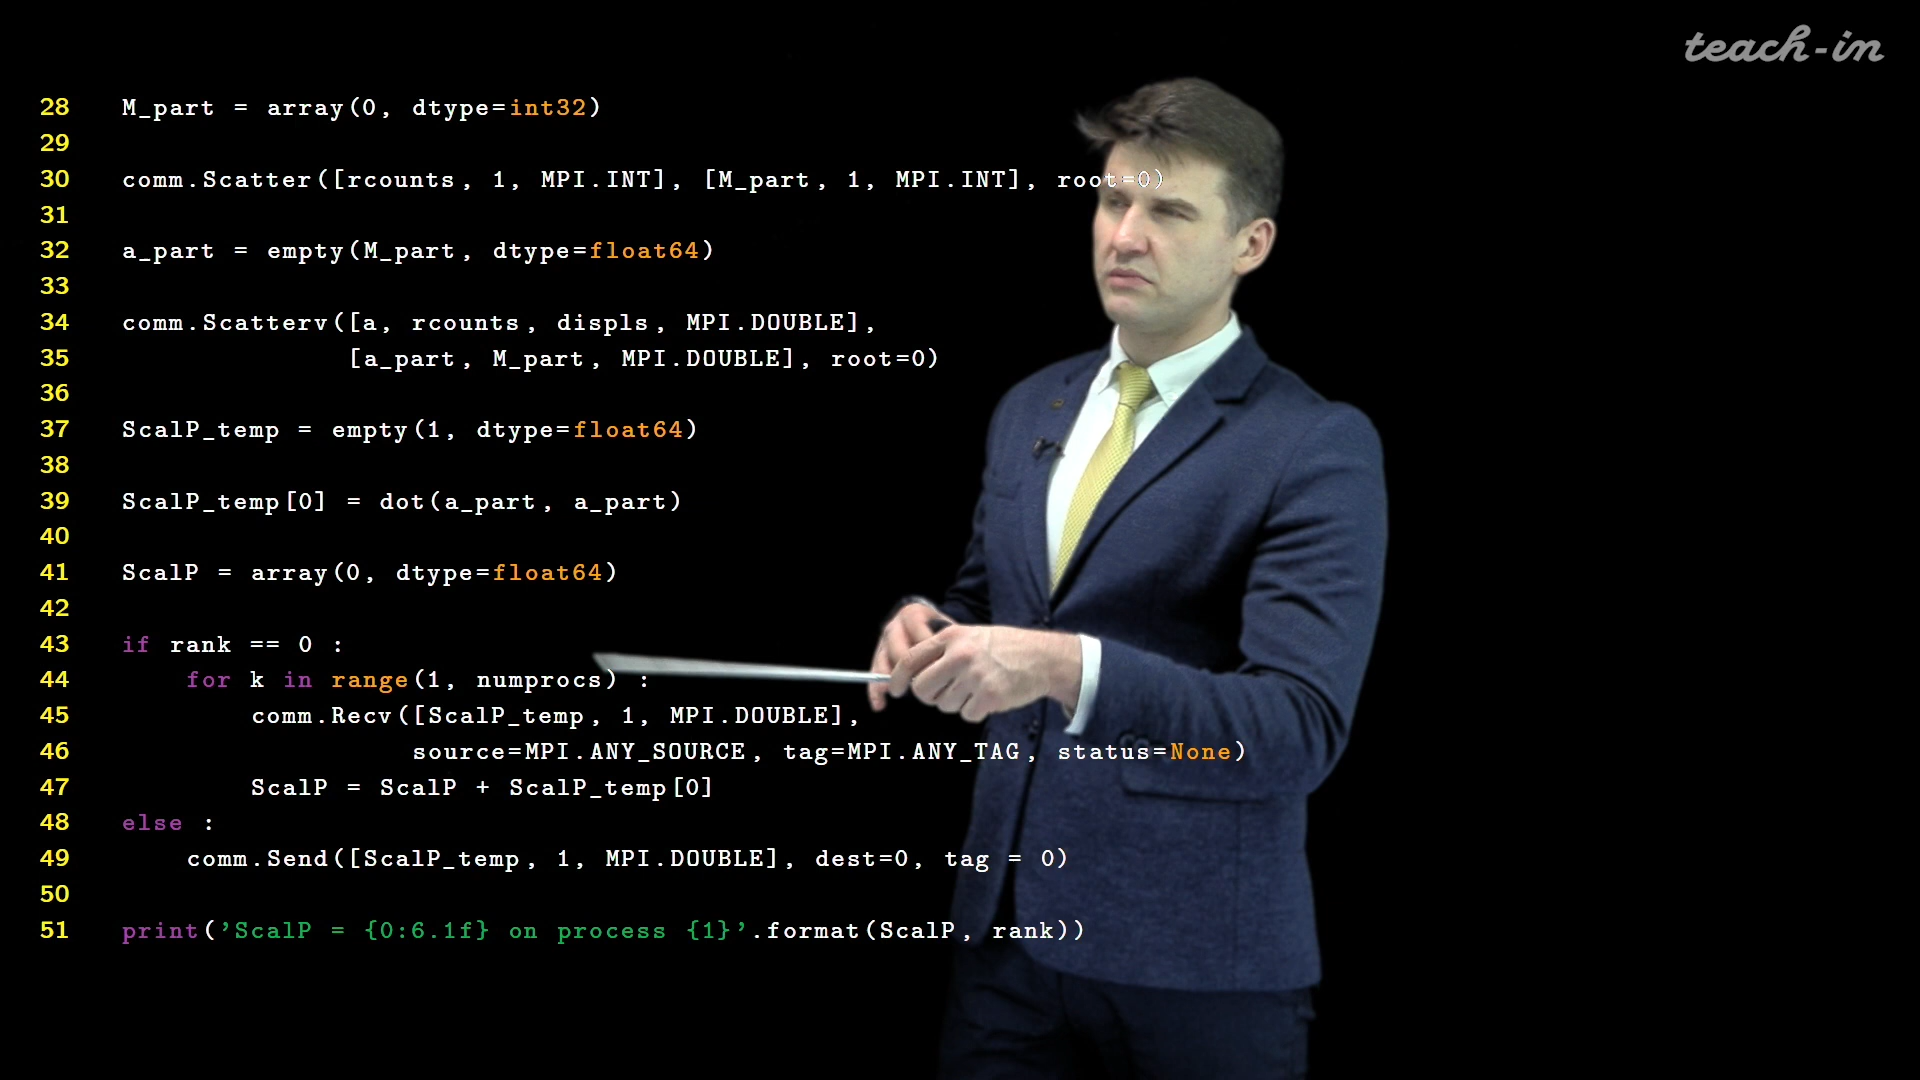 teach-in
28 M_part = array(0, dtype=int32)
29
30 comm.Scatter([rcounts, 1, MPI.INT], [M_part, 1, MPI.INT], root=0)
31
32 a_part = empty(M_part, dtype=float64)
33
34 comm.Scatterv([a, rcounts, displs, MPI.DOUBLE],
35 [a_part, M_part, MPI.DOUBLE], root=0)
36
37 ScalP_temp = empty(1, dtype=float64)
38
39 ScalP_temp[0] = dot(a_part, a_part)
40
41 ScalP = array(0, dtype=float64)
42
43 if rank == 0 :
44 for k in range(1, numprocs) :
45 comm.Recv([ScalP_temp, 1, MPI.DOUBLE],
46 source=MPI.ANY_SOURCE, tag=MPI.ANY_TAG, status=None)
47 ScalP = ScalP + ScalP_temp[0]
48 else :
49 comm.Send([ScalP_temp, 1, MPI.DOUBLE], dest=0, tag = 0)
50
51 print('ScalP = {0:6.1f} on process {1}'.format(ScalP, rank))